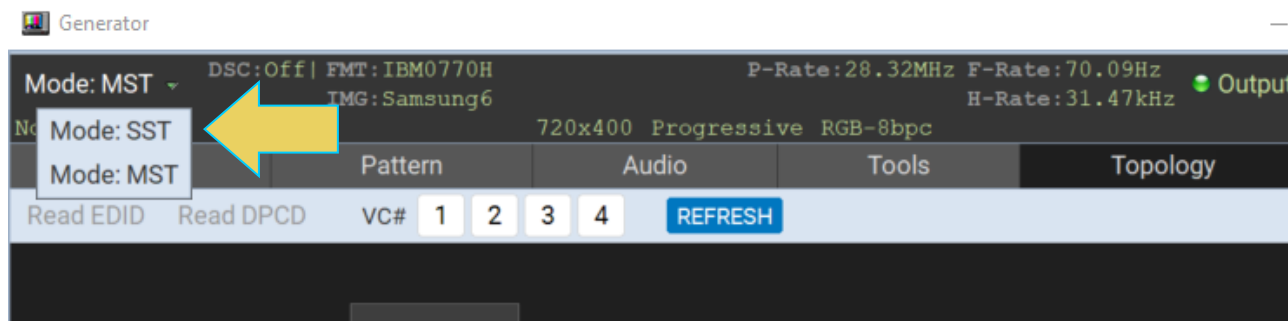 Generator
Mode: MST DSC:Off| FMT:IBM0770H P-Rate:28.32MHz F-Rate:70.09Hz Output
IMG:Samsung6 H-Rate:31.47kHz
Mode: SST 720x400 Progressive RGB-8bpc
Mode: MST Pattern Audio Tools Topology
Read EDID Read DPCD VC# 1 2 3 4 REFRESH